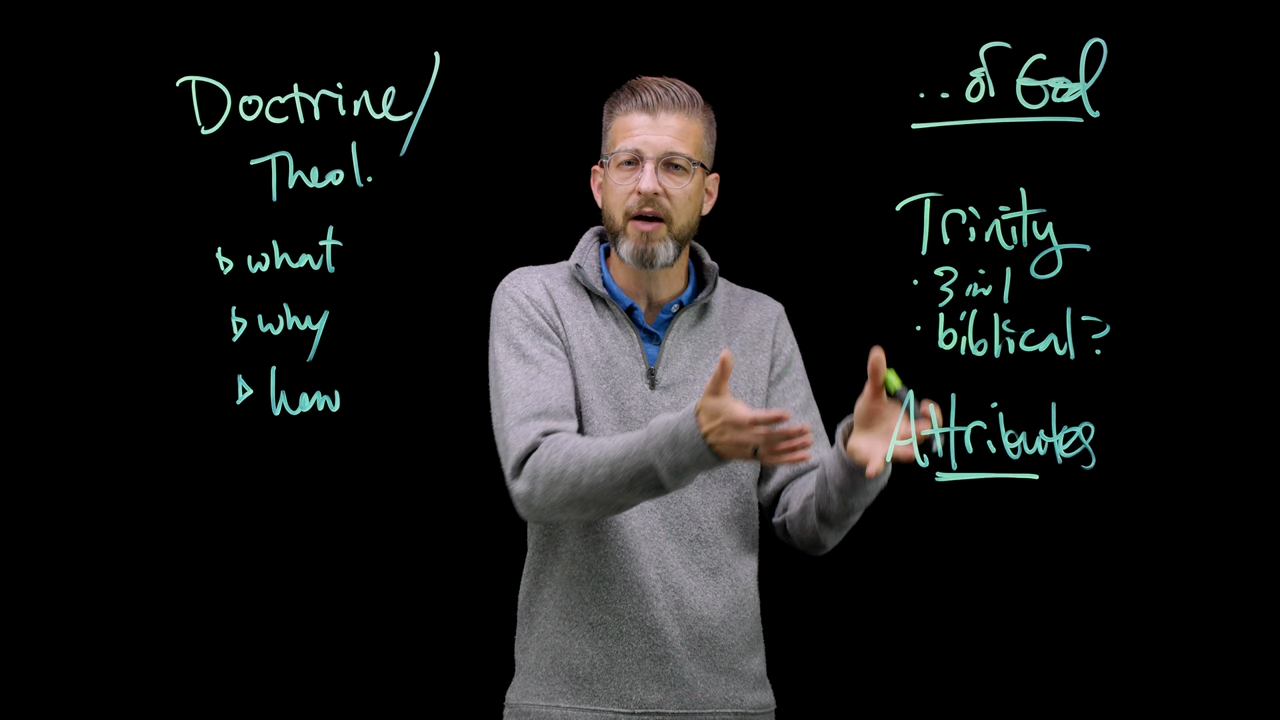 Doctrine/
Theol.
what
why
how
... of God
Trinity
· 3 in 1
· biblical?
Attributes